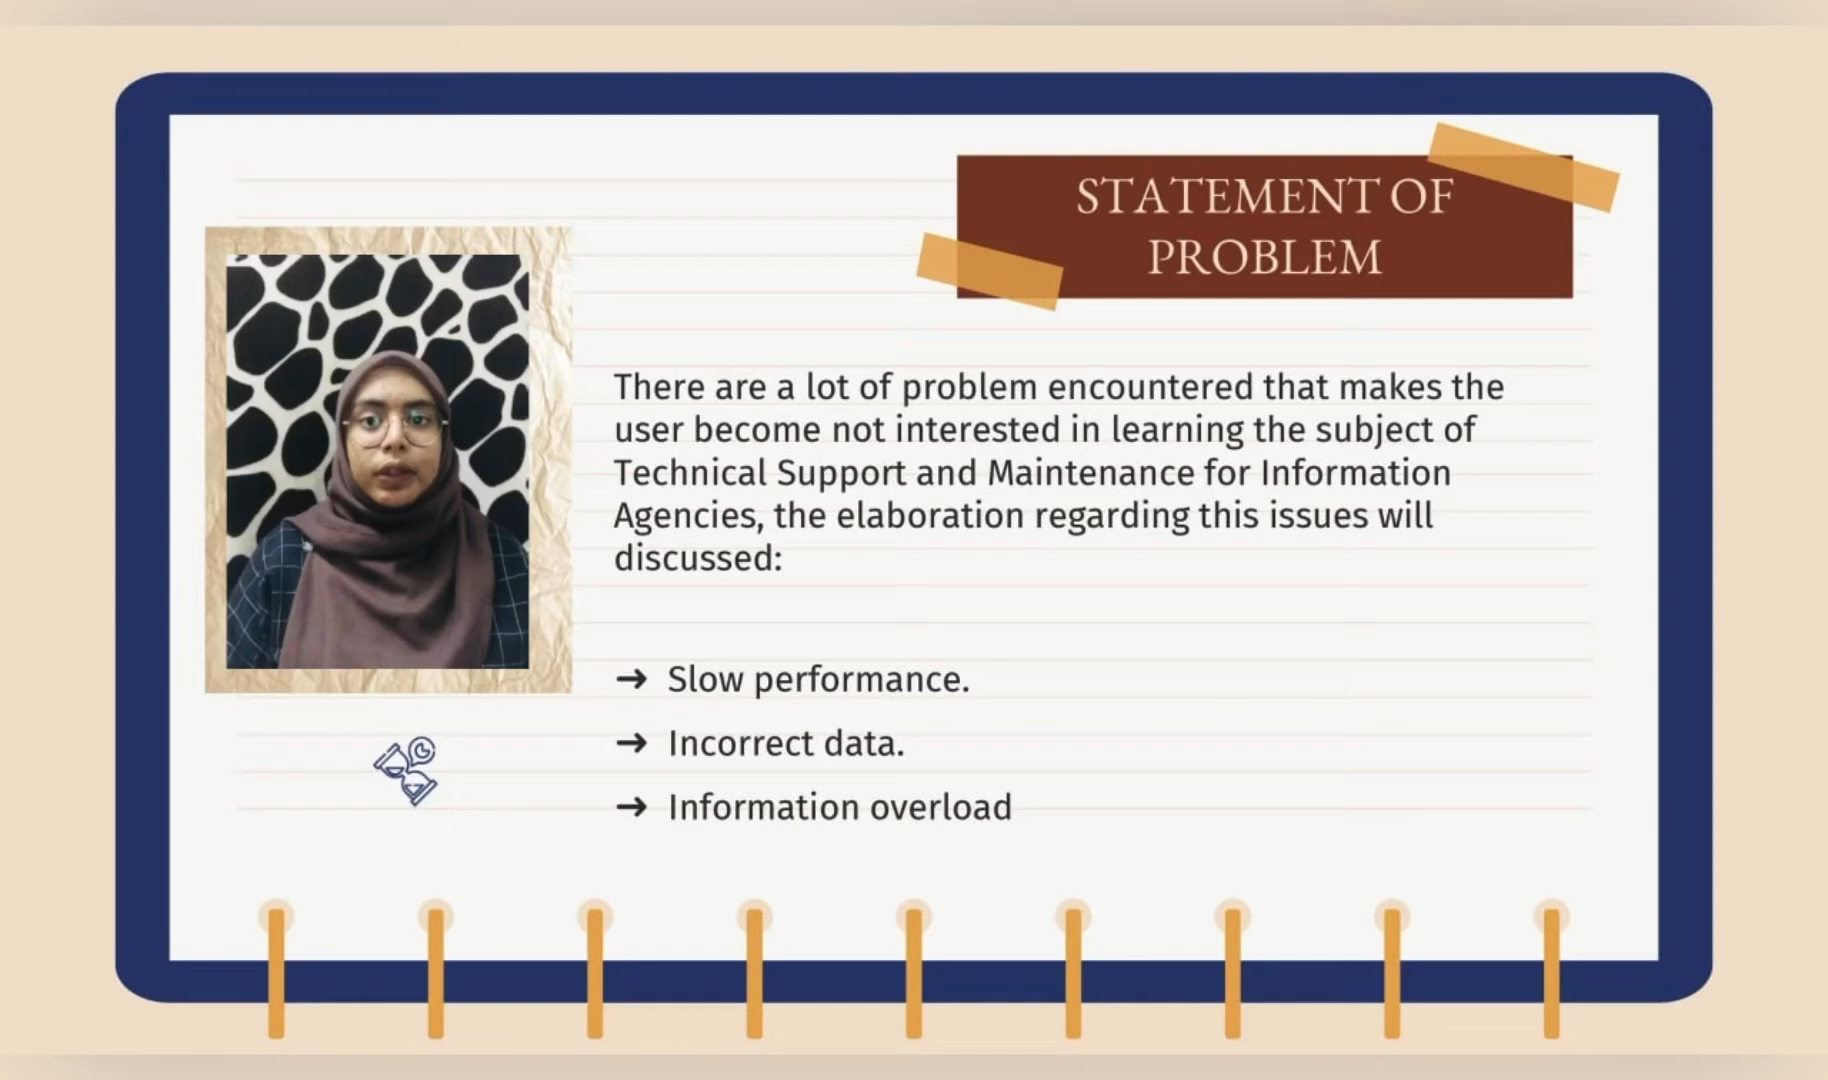 STATEMENT OF
PROBLEM
There are a lot of problem encountered that makes the
user become not interested in learning the subject of
Technical Support and Maintenance for Information
Agencies, the elaboration regarding this issues will
discussed:
→ Slow performance.
→ Incorrect data.
→ Information overload